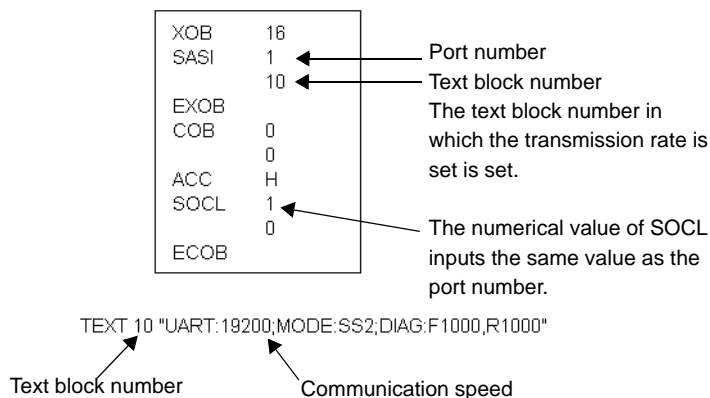 XOB 16
SASI 1
10
EXOB
COB 0
0
ACC H
SOCL 1
0
ECOB
Port number
Text block number
The text block number in
which the transmission rate is
set is set.
The numerical value of SOCL
inputs the same value as the
port number.
TEXT 10 "UART:19200;MODE:SS2;DIAG:F1000,R1000"
Text block number
Communication speed